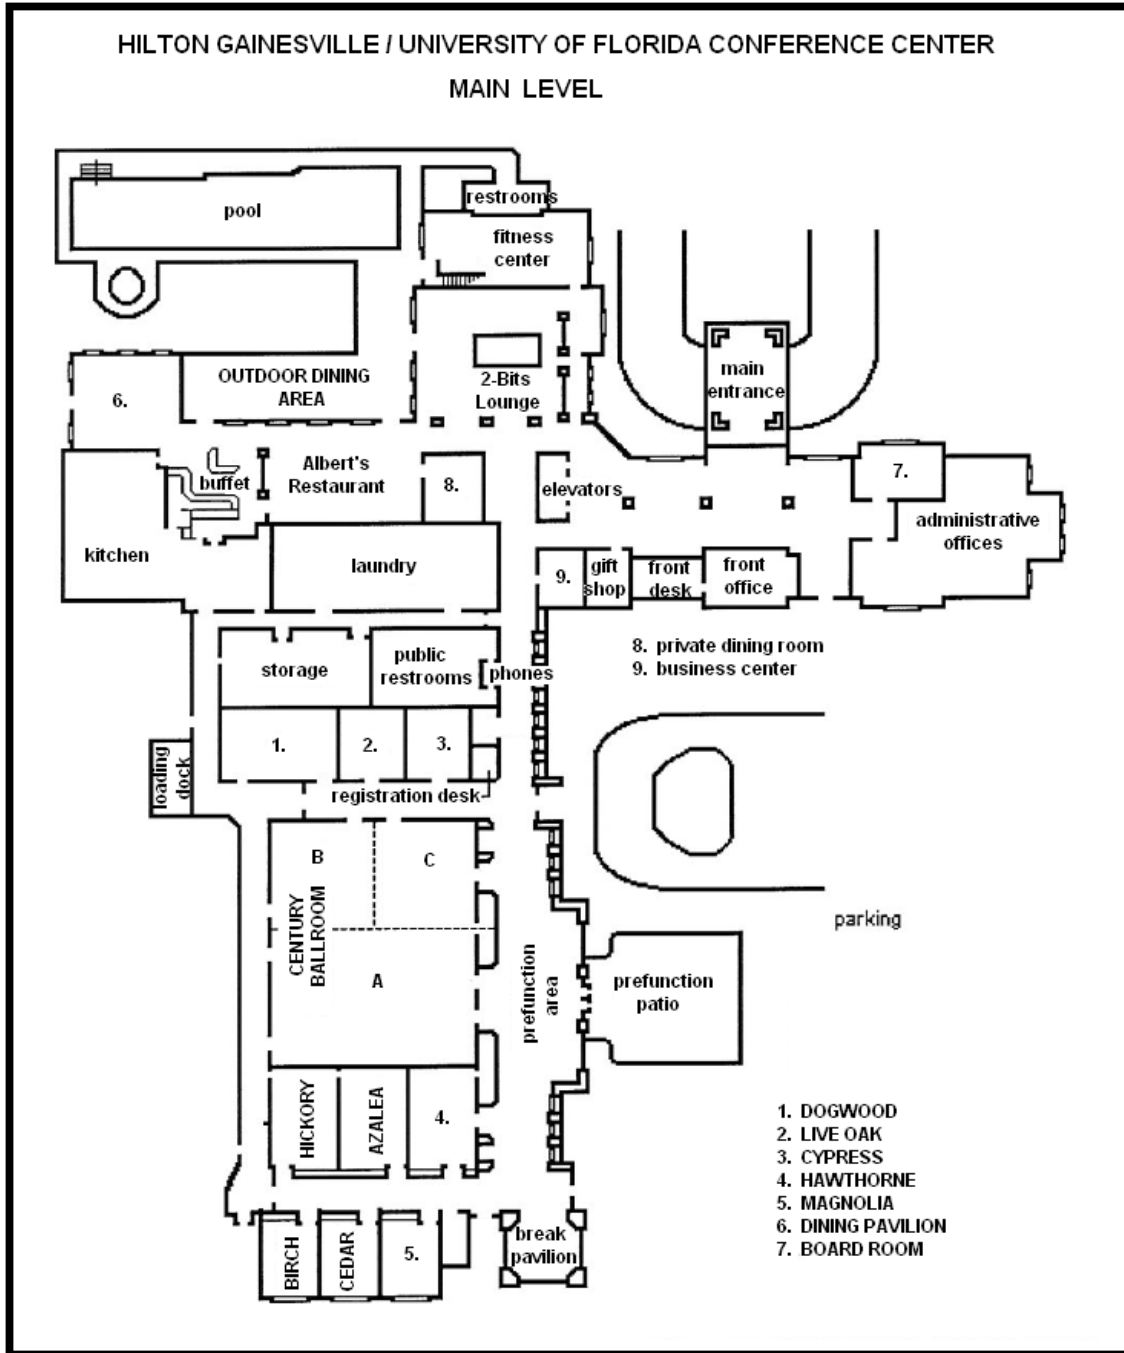 HILTON GAINESVILLE / UNIVERSITY OF FLORIDA CONFERENCE CENTER
MAIN LEVEL
restrooms
pool
fitness
center
main
entrance
OUTDOOR DINING
AREA
2-Bits
Lounge
6.
Albert's
Restaurant
buffet
8.
elevators
7.
administrative
offices
kitchen
laundry
9.
gift
shop
front
desk
front
office
8. private dining room
9. business center
storage
public
restrooms
phones
1.
2.
3.
loading
dock
registration desk
B
C
CENTURY
BALLROOM
A
prefunction
area
prefunction
patio
parking
HICKORY
AZALEA
4.
1. DOGWOOD
2. LIVE OAK
3. CYPRESS
4. HAWTHORNE
5. MAGNOLIA
6. DINING PAVILION
7. BOARD ROOM
BIRCH
CEDAR
5.
break
pavilion